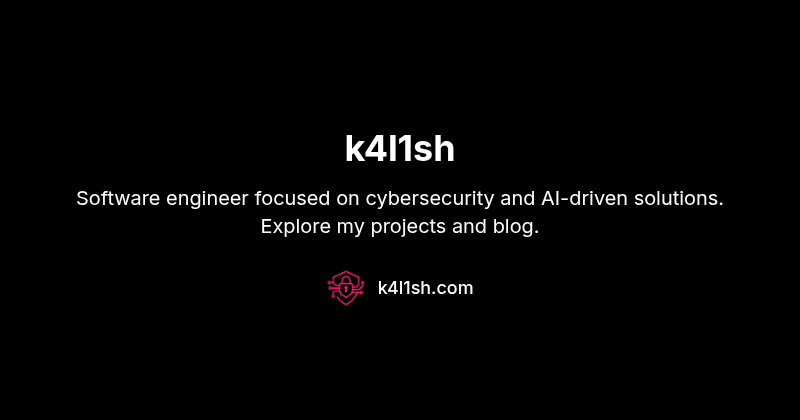 k4l1sh
Software engineer focused on cybersecurity and AI-driven solutions.
Explore my projects and blog.
k4l1sh.com